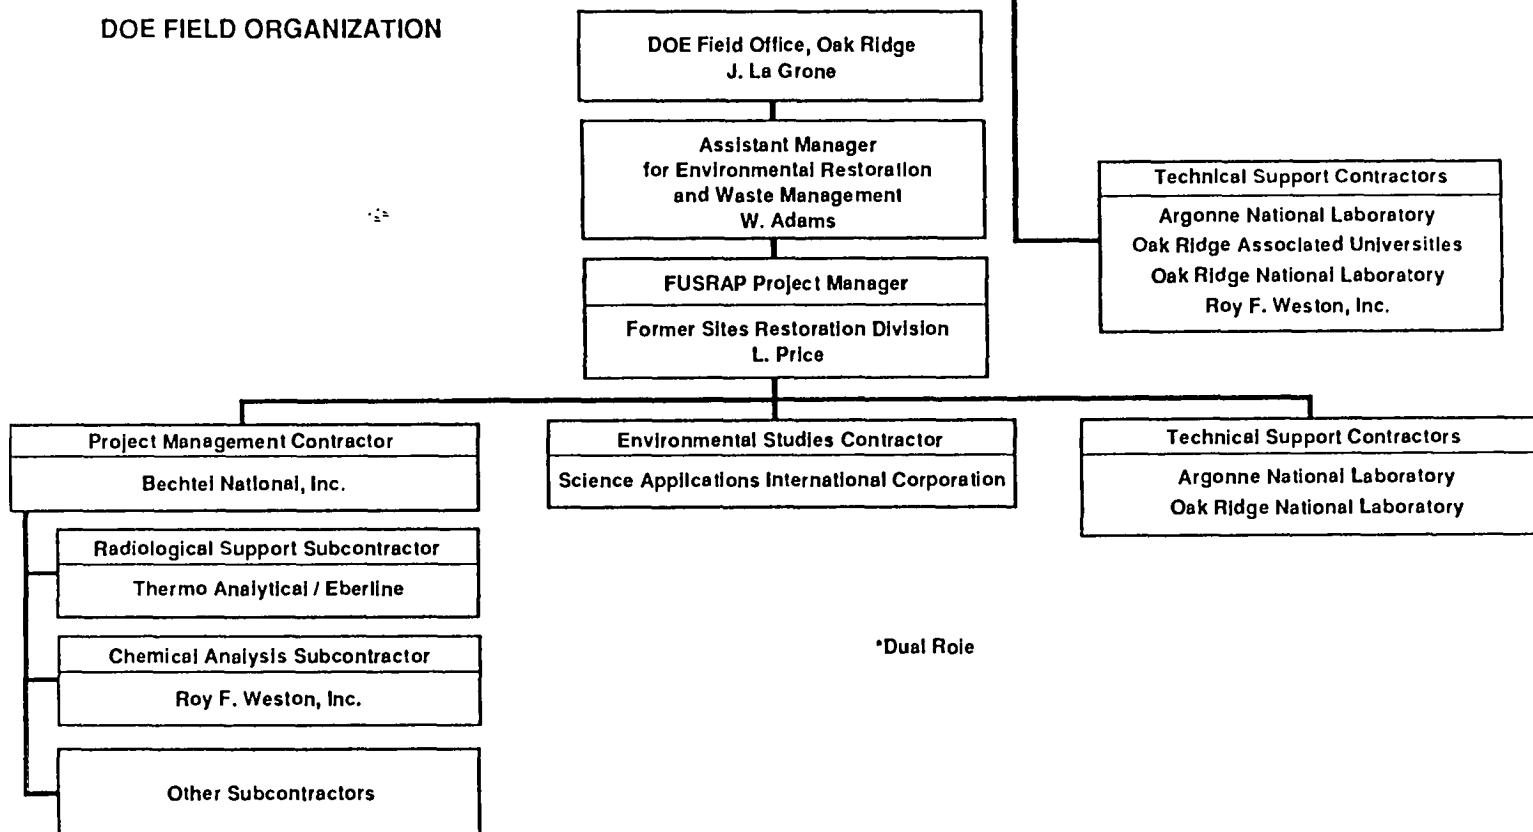 DOE FIELD ORGANIZATION
DOE Field Office, Oak Ridge
J. La Grone
Assistant Manager
for Environmental Restoration
and Waste Management
W. Adams
Technical Support Contractors
Argonne National Laboratory
Oak Ridge Associated Universities
Oak Ridge National Laboratory
Roy F. Weston, Inc.
FUSRAP Project Manager
Former Sites Restoration Division
L. Price
Project Management Contractor
Bechtel National, Inc.
Environmental Studies Contractor
Science Applications International Corporation
Technical Support Contractors
Argonne National Laboratory
Oak Ridge National Laboratory
Radiological Support Subcontractor
Thermo Analytical / Eberline
Chemical Analysis Subcontractor
Roy F. Weston, Inc.
Other Subcontractors
*Dual Role